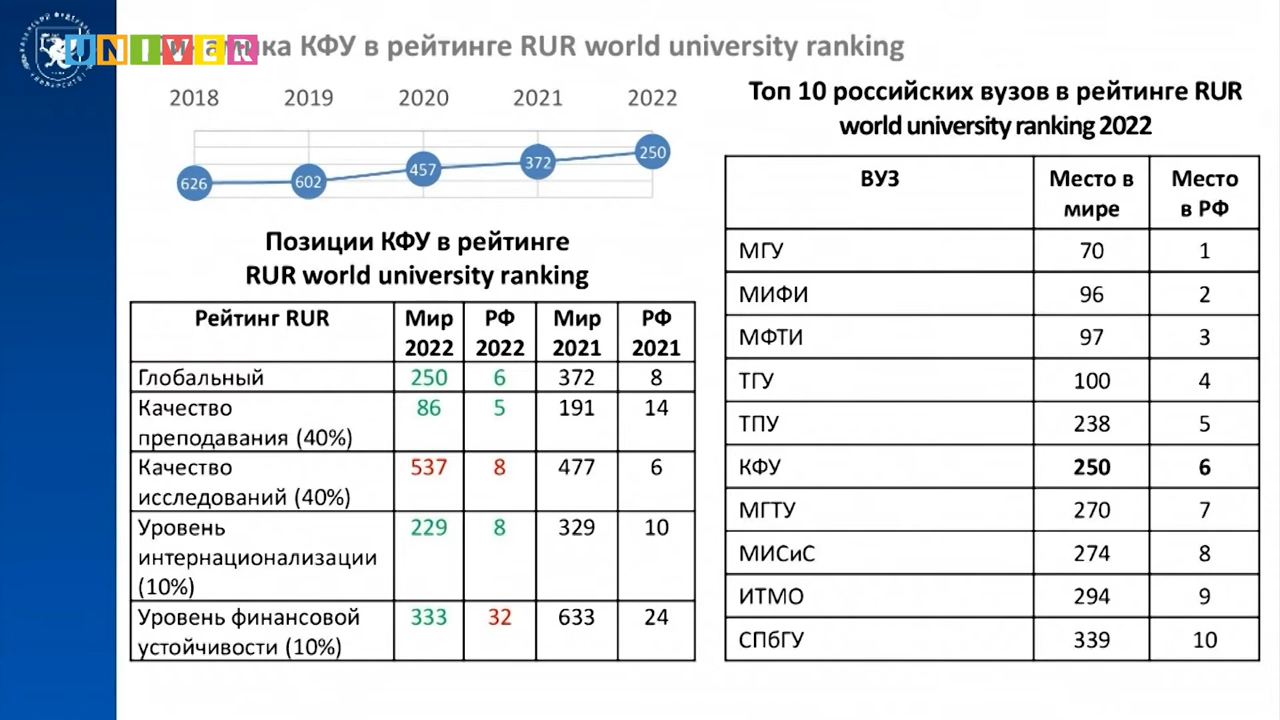 UNIVER
КФУ в рейтинге RUR world university ranking
2018 2019 2020 2021 2022
626 602 457 372 250
Позиции КФУ в рейтинге
RUR world university ranking
Рейтинг RUR Мир 2022 РФ 2022 Мир 2021 РФ 2021
Глобальный 250 6 372 8
Качество 86 5 191 14
преподавания (40%)
Качество 537 8 477 6
исследований (40%)
Уровень 229 8 329 10
интернационализации
(10%)
Уровень финансовой 333 32 633 24
устойчивости (10%)
Топ 10 российских вузов в рейтинге RUR
world university ranking 2022
ВУЗ Место в мире Место в РФ
МГУ 70 1
МИФИ 96 2
МФТИ 97 3
ТГУ 100 4
ТПУ 238 5
КФУ 250 6
МГТУ 270 7
МИСиС 274 8
ИТМО 294 9
СПбГУ 339 10